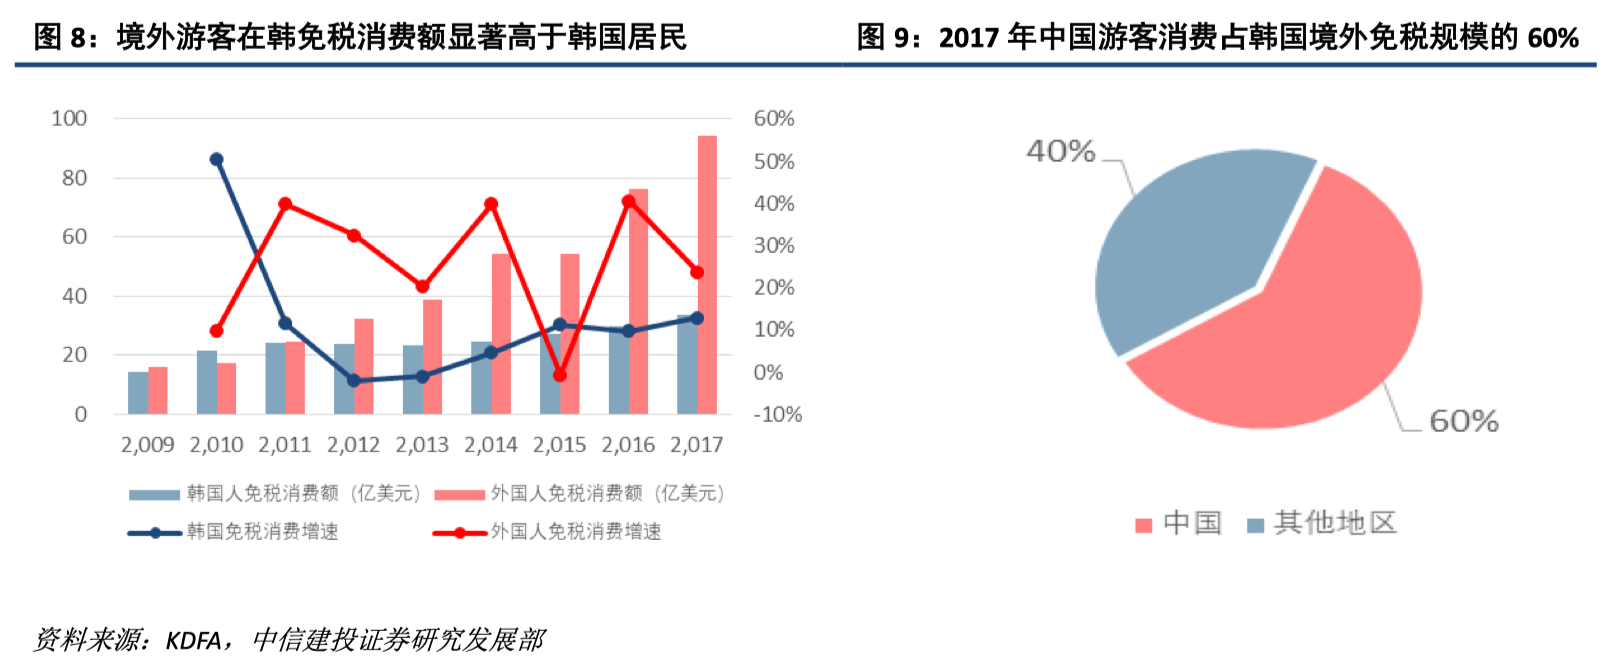 图 8：境外游客在韩免税消费额显著高于韩国居民
图 9：2017 年中国游客消费占韩国境外免税规模的 60%
100
80
60
40
20
0
60%
50%
40%
30%
20%
10%
0%
-10%
2,009 2,010 2,011 2,012 2,013 2,014 2,015 2,016 2,017
韩国人免税消费额（亿美元） 外国人免税消费额（亿美元）
韩国免税消费增速 外国人免税消费增速
40%
60%
中国 其他地区
资料来源：KDFA，中信建投证券研究发展部